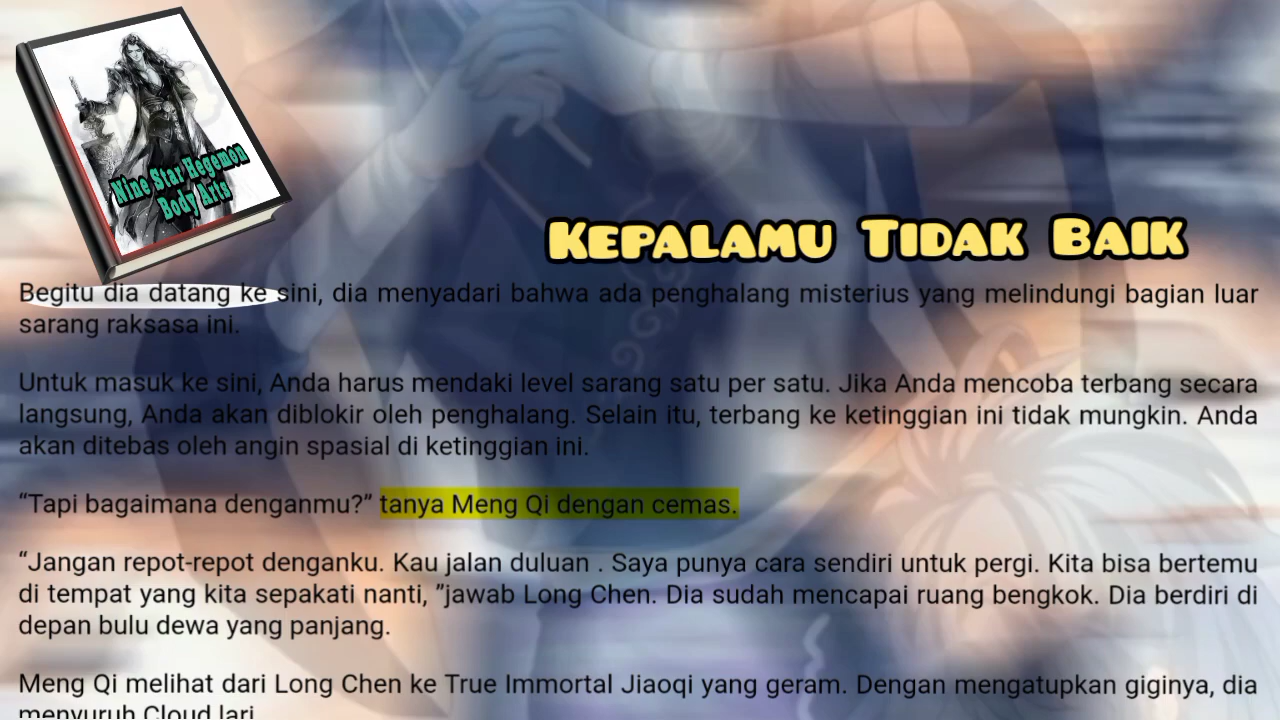 Nine Star Hegemon
Body Arts
Kepalamu Tidak Baik
Begitu dia datang ke sini, dia menyadari bahwa ada penghalang misterius yang melindungi bagian luar
sarang raksasa ini.
Untuk masuk ke sini, Anda harus mendaki level sarang satu per satu. Jika Anda mencoba terbang secara
langsung, Anda akan diblokir oleh penghalang. Selain itu, terbang ke ketinggian ini tidak mungkin. Anda
akan ditebas oleh angin spasial di ketinggian ini.
“Tapi bagaimana denganmu?” tanya Meng Qi dengan cemas.
“Jangan repot-repot denganku. Kau jalan duluan . Saya punya cara sendiri untuk pergi. Kita bisa bertemu
di tempat yang kita sepakati nanti, ”jawab Long Chen. Dia sudah mencapai ruang bengkok. Dia berdiri di
depan bulu dewa yang panjang.
Meng Qi melihat dari Long Chen ke True Immortal Jiaoqi yang geram. Dengan mengatupkan giginya, dia
menyuruh Cloud lari.